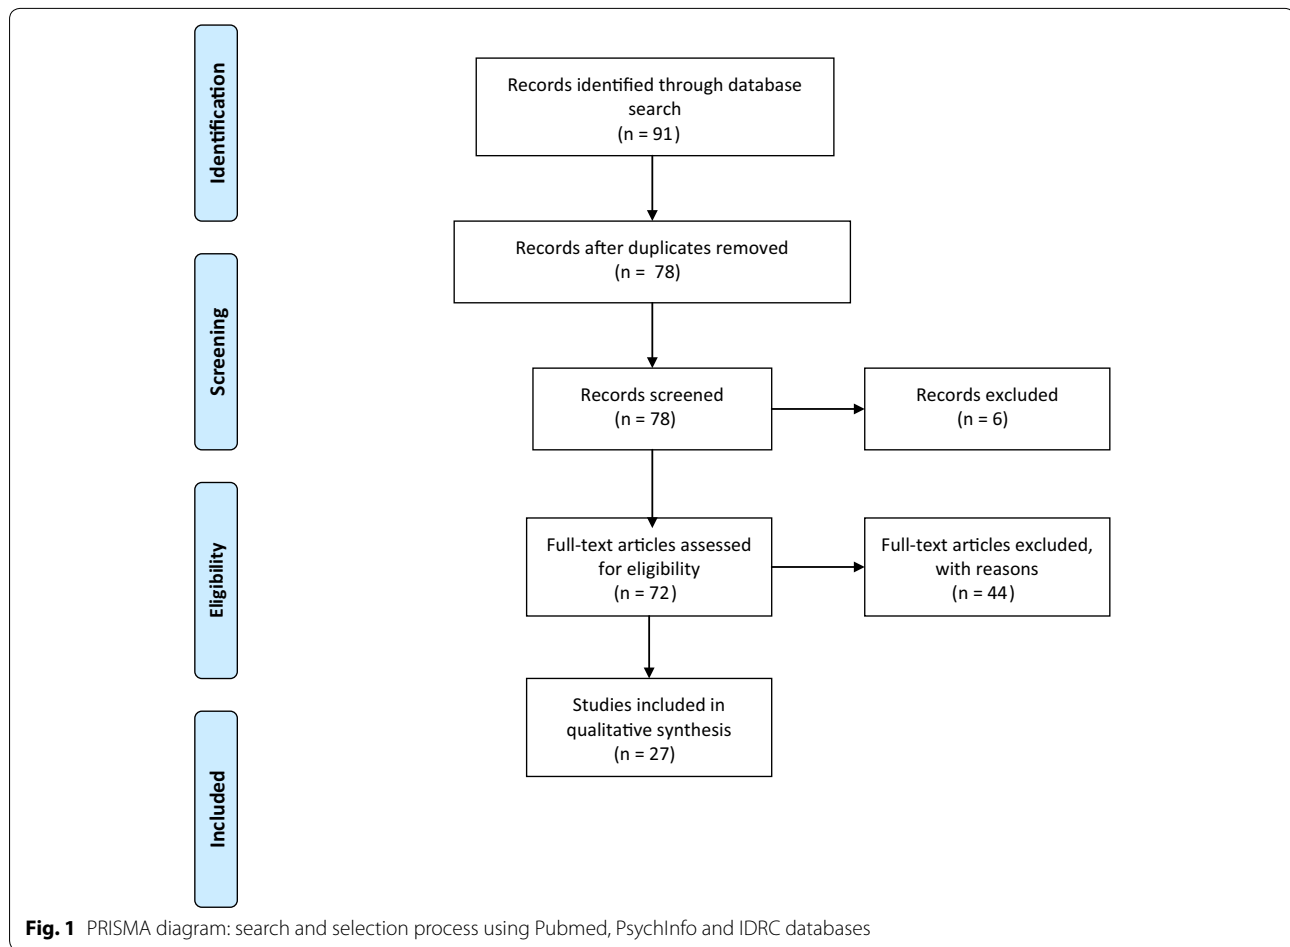 Identification
Records identified through database
search
(n = 91)
Records after duplicates removed
(n = 78)
Screening
Records screened
(n = 78)
Records excluded
(n = 6)
Eligibility
Full-text articles assessed
for eligibility
(n = 72)
Full-text articles excluded,
with reasons
(n = 44)
Included
Studies included in
qualitative synthesis
(n = 27)
Fig. 1 PRISMA diagram: search and selection process using Pubmed, PsychInfo and IDRC databases